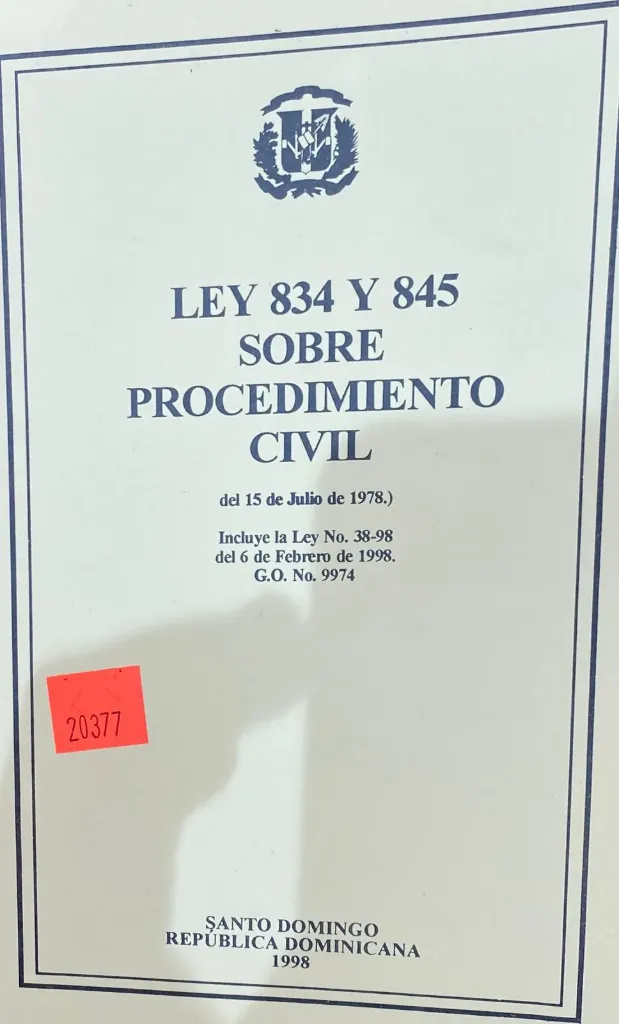 LEY 834 Y 845
SOBRE
PROCEDIMIENTO
CIVIL
del 15 de Julio de 1978.)
Incluye la Ley No. 38-98
del 6 de Febrero de 1998.
G.O. No. 9974
20377
SANTO DOMINGO
REPÚBLICA DOMINICANA
1998